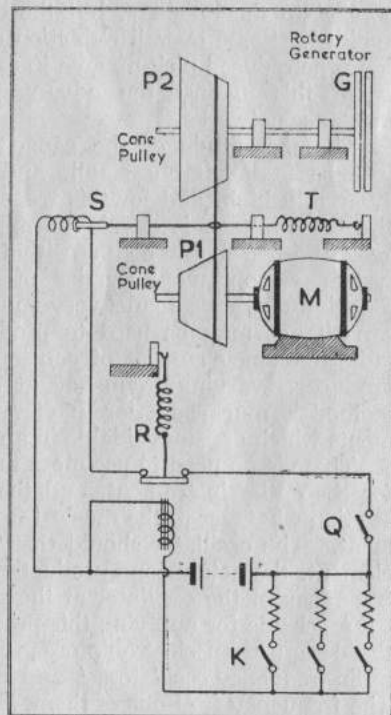 Rotary
Generator
P2
G
Cone
Pulley
S
T
P1
Cone
Pulley
M
R
Q
K